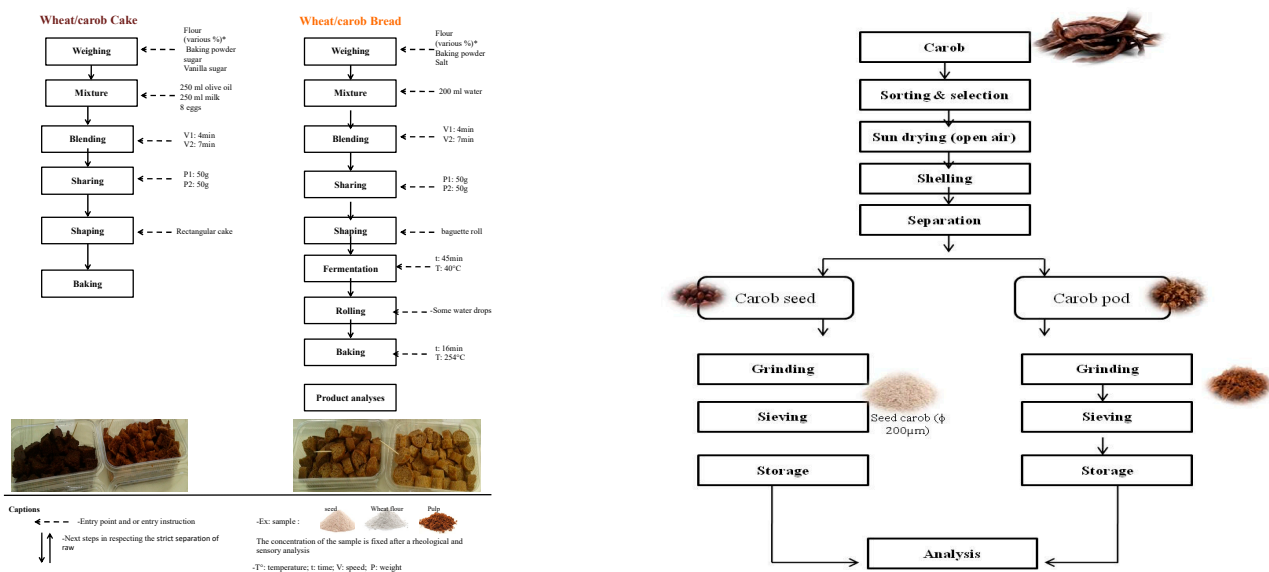 Wheat/carob Cake
Weighing
Flour
(various %)*
Baking powder
sugar
Vanilla sugar
Mixture
250 ml olive oil
250 ml milk
8 eggs
Blending
V1: 4min
V2: 7min
Sharing
P1: 50g
P2: 50g
Shaping
Rectangular cake
Baking
Wheat/carob Bread
Weighing
Flour
(various %)*
Baking powder
Salt
Mixture
200 ml water
Blending
V1: 4min
V2: 7min
Sharing
P1: 50g
P2: 50g
Shaping
baguette roll
Fermentation
t: 45min
T: 40°C
Rolling
-Some water drops
Baking
t: 16min
T: 254°C
Product analyses
Captions
-Entry point and or entry instruction
-Next steps in respecting the strict separation of
raw
-Ex: sample :
seed
Wheat flour
Pulp
The concentration of the sample is fixed after a rheological and
sensory analysis
-T°: temperature; t: time; V: speed; P: weight
Carob
Sorting & selection
Sun drying (open air)
Shelling
Separation
Carob seed
Carob pod
Grinding
Grinding
Sieving
Seed carob (ϕ
200µm)
Sieving
Storage
Storage
Analysis